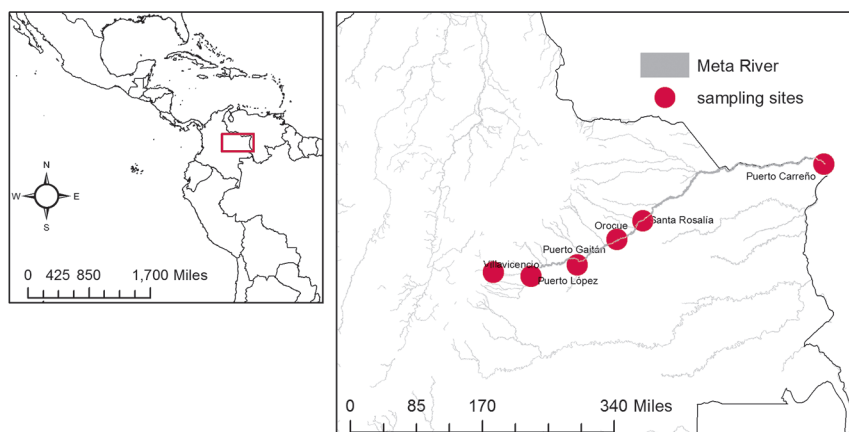 N
W E
S
0 425 850 1,700 Miles
Meta River
sampling sites
Puerto Carreño
Santa Rosalía
Orocue
Puerto Gaitán
Villavicencio
Puerto López
0 85 170 340 Miles